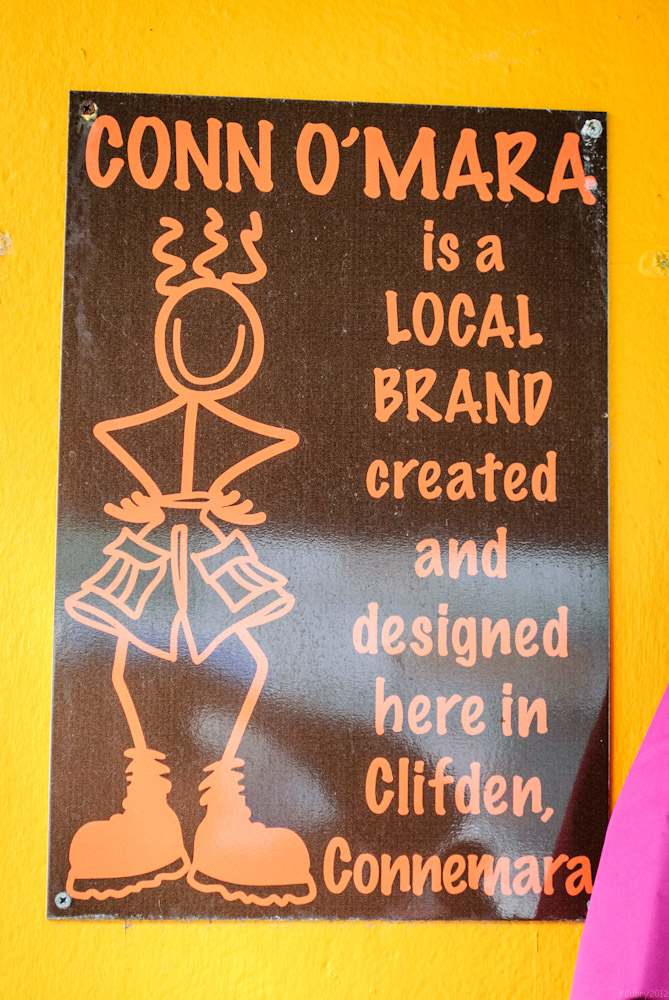 CONN O'MARA
is a
LOCAL
BRAND
created
and
designed
here in
Clifden,
Connemara